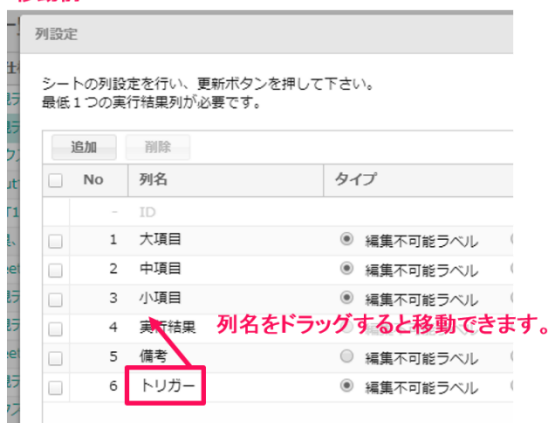 列設定
シートの列設定を行い、更新ボタンを押して下さい。
最低１つの実行結果列が必要です。
追加 削除
No 列名 タイプ
- ID
1 大項目 編集不可能ラベル
2 中項目 編集不可能ラベル
3 小項目 編集不可能ラベル
4 実行結果
列名をドラッグすると移動できます。
5 備考 編集不可能ラベル
6 トリガー 編集不可能ラベル